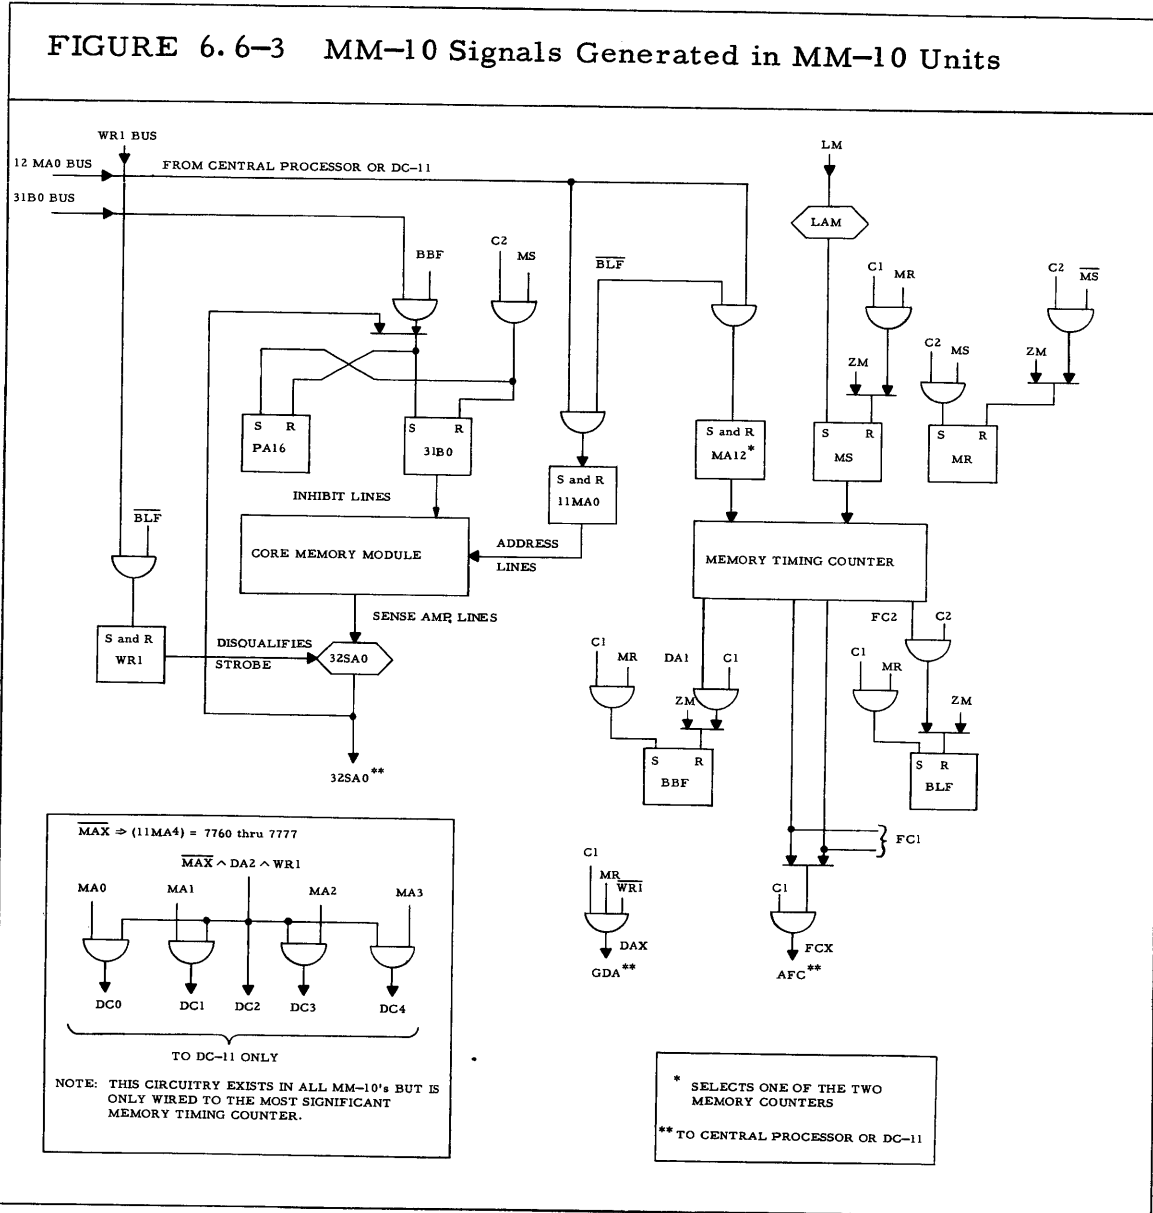 FIGURE 6.6-3 MM-10 Signals Generated in MM-10 Units
WR1 BUS
12 MA0 BUS
FROM CENTRAL PROCESSOR OR DC-11
31B0 BUS
LM
LAM
BBF
C2
MS
BLF
C1
MR
C2
MS
ZM
C2
MS
ZM
S R
PA16
S R
31B0
S and R
MA12*
S R
MS
S R
MR
INHIBIT LINES
S and R
11MA0
BLF
CORE MEMORY MODULE
ADDRESS
LINES
MEMORY TIMING COUNTER
SENSE AMP. LINES
S and R
WR1
DISQUALIFIES
STROBE
32SA0
32SA0**
C1
MR
DA1
C1
ZM
S R
BBF
FC2
C2
C1
MR
ZM
S R
BLF
FC1
C1
MR
WR1
DAX
GDA**
C1
FCX
AFC**
MAX ⇒ (11MA4) = 7760 thru 7777
MAX ^ DA2 ^ WR1
MA0
MA1
MA2
MA3
DC0
DC1
DC2
DC3
DC4
TO DC-11 ONLY
NOTE: THIS CIRCUITRY EXISTS IN ALL MM-10's BUT IS
ONLY WIRED TO THE MOST SIGNIFICANT
MEMORY TIMING COUNTER.
* SELECTS ONE OF THE TWO
MEMORY COUNTERS
** TO CENTRAL PROCESSOR OR DC-11